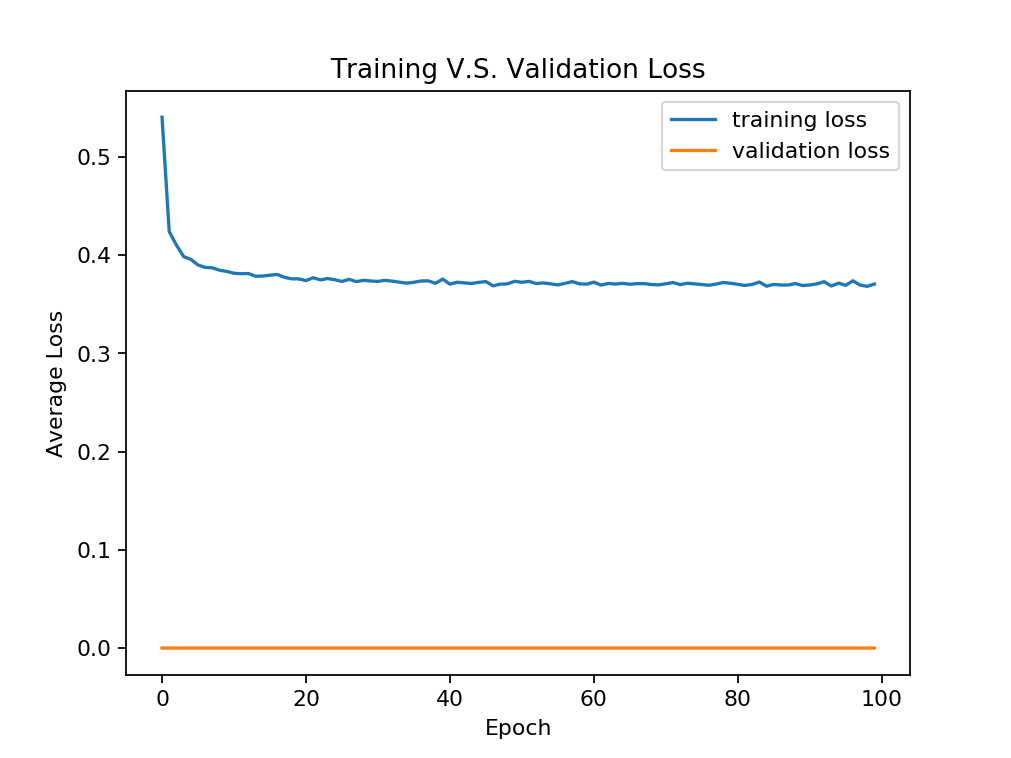 Training V.S. Validation Loss
training loss
validation loss
Average Loss
0.5
0.4
0.3
0.2
0.1
0.0
0 20 40 60 80 100
Epoch